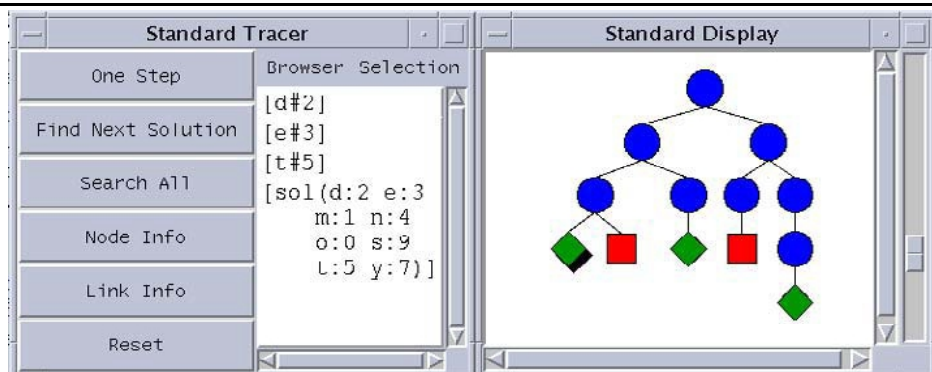 Standard Tracer
Standard Display
One Step
Find Next Solution
Search All
Node Info
Link Info
Reset
Browser Selection
[d#2]
[e#3]
[t#5]
[sol(d:2 e:3
m:1 n:4
o:0 s:9
t:5 y:7)]